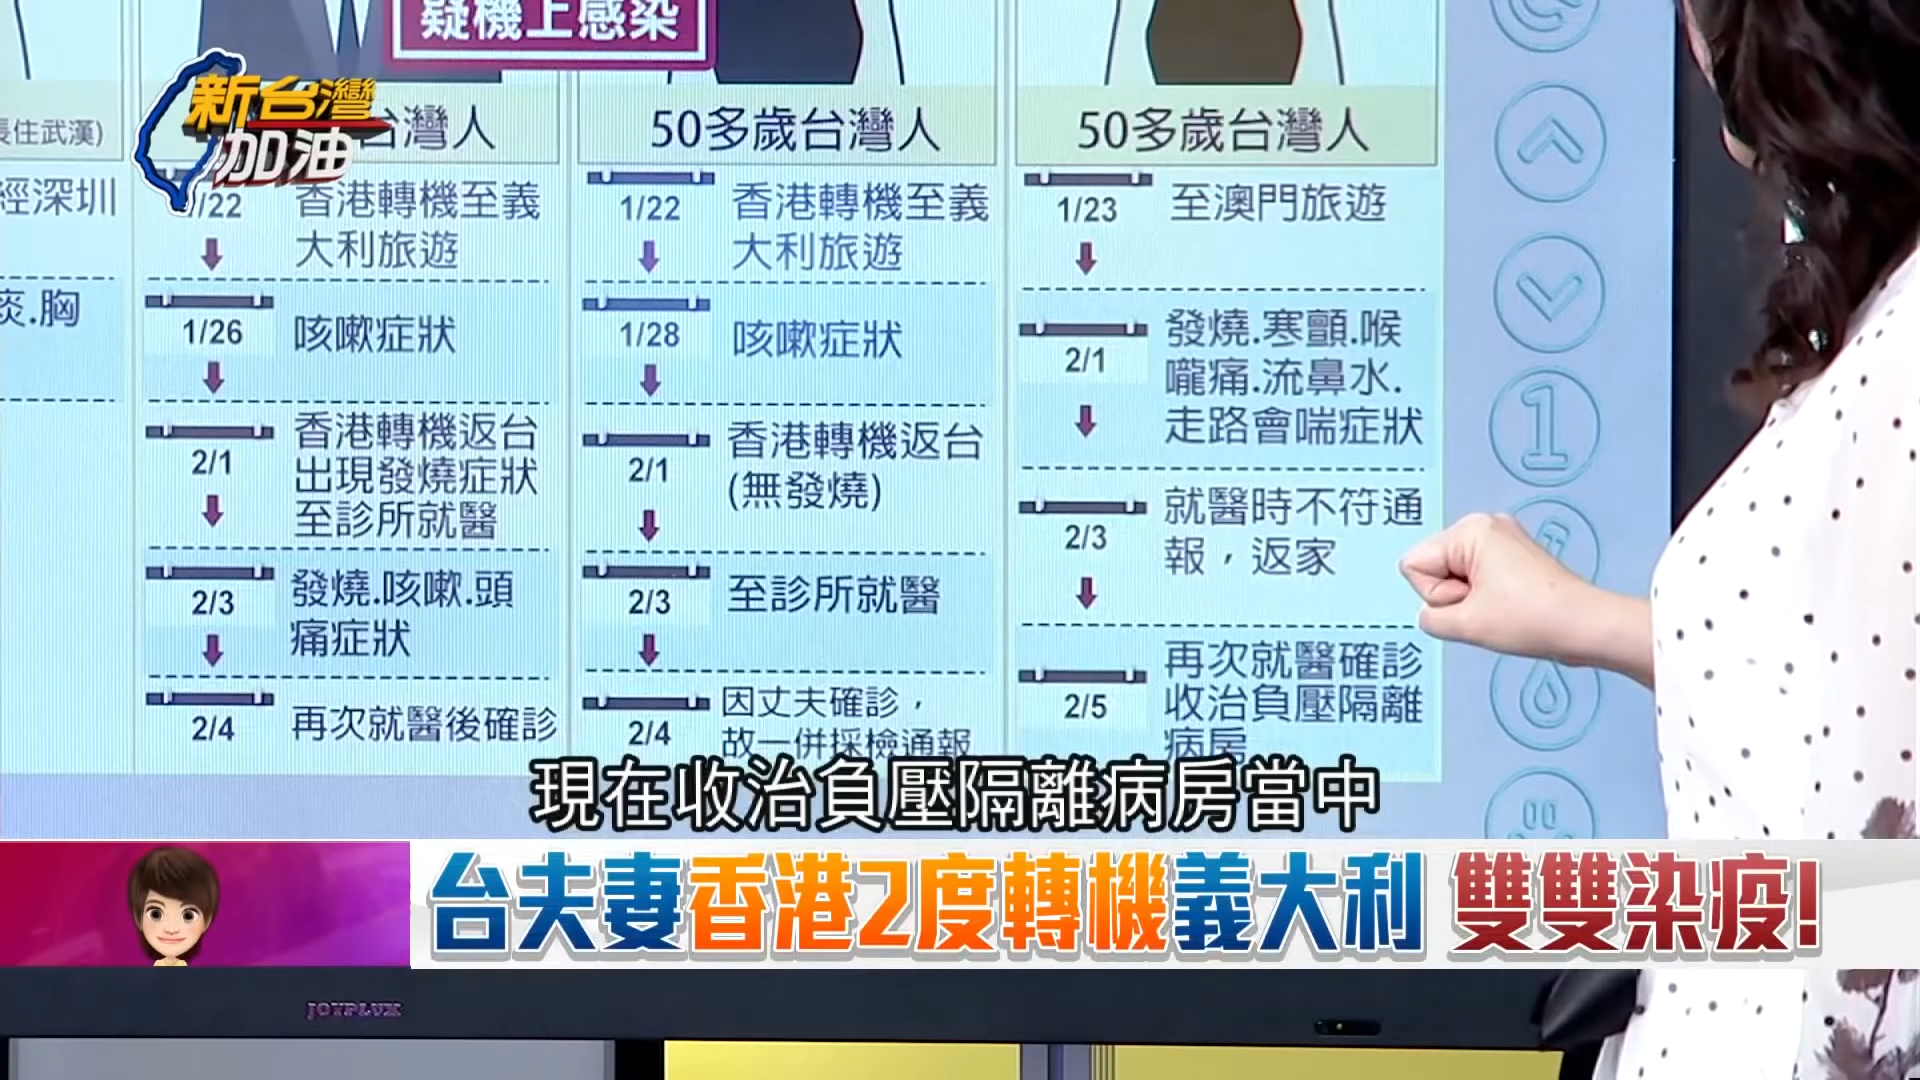 疑機上感染
新台灣
加油
長住武漢)
台灣人
50多歲台灣人
50多歲台灣人
經深圳
痰.胸
1/22
香港轉機至義
大利旅遊
1/26
咳嗽症狀
2/1
香港轉機返台
出現發燒症狀
至診所就醫
2/3
發燒.咳嗽.頭
痛症狀
2/4
再次就醫後確診
1/22
香港轉機至義
大利旅遊
1/28
咳嗽症狀
2/1
香港轉機返台
(無發燒)
2/3
至診所就醫
2/4
因丈夫確診，
故一併採檢通報
1/23
至澳門旅遊
2/1
發燒.寒顫.喉
嚨痛.流鼻水.
走路會喘症狀
2/3
就醫時不符通
報，返家
2/5
再次就醫確診
收治負壓隔離
病房
1
現在收治負壓隔離病房當中
台夫妻香港2度轉機義大利 雙雙染疫!
JOYPLUX